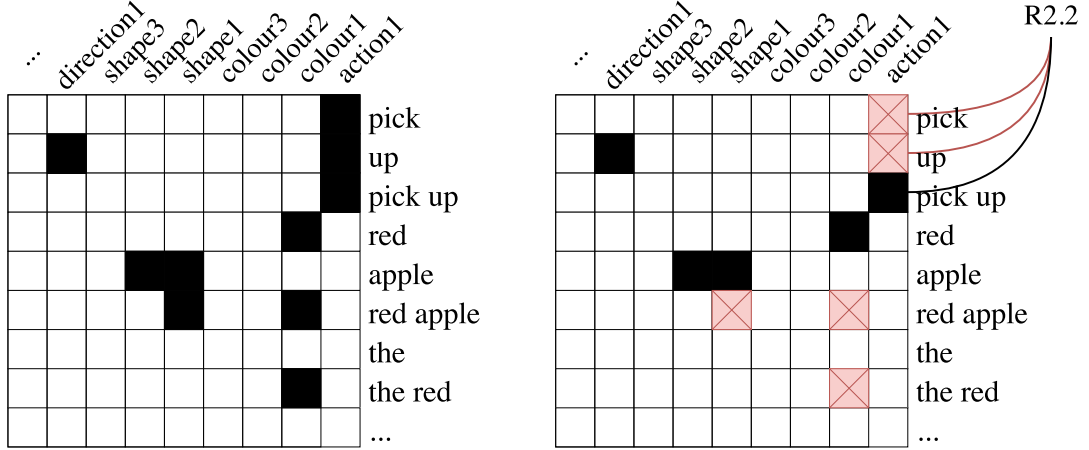 ...
direction1
shape3
shape2
shape1
colour3
colour2
colour1
action1
pick
up
pick up
red
apple
red apple
the
the red
...
...
direction1
shape3
shape2
shape1
colour3
colour2
colour1
action1
R2.2
pick
up
pick up
red
apple
red apple
the
the red
...